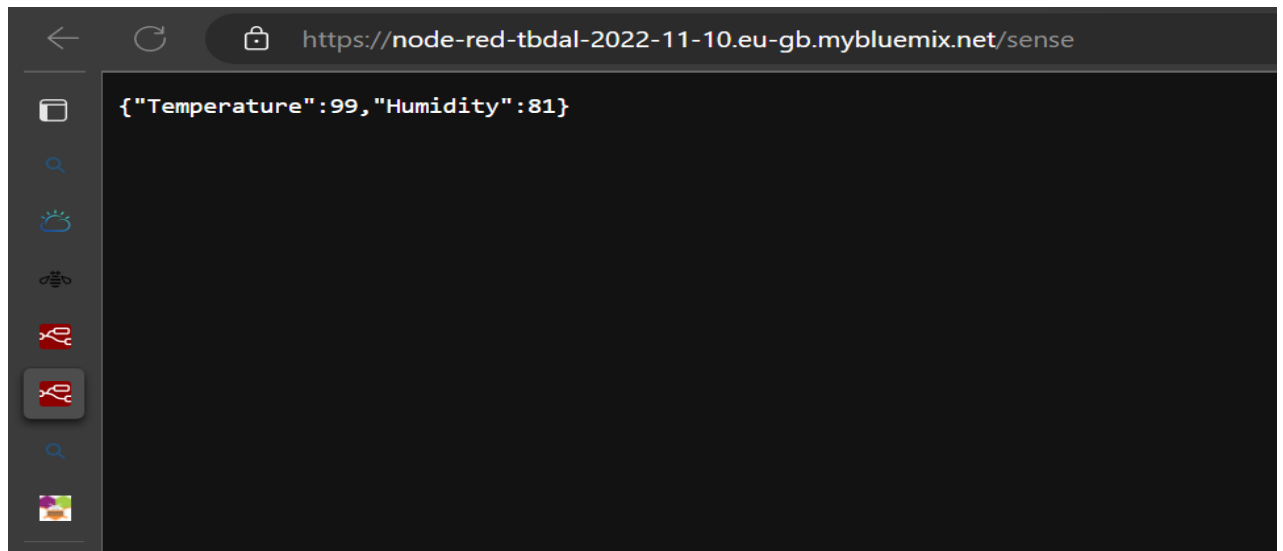 https://node-red-tbdal-2022-11-10.eu-gb.mybluemix.net/sense
{"Temperature":99,"Humidity":81}